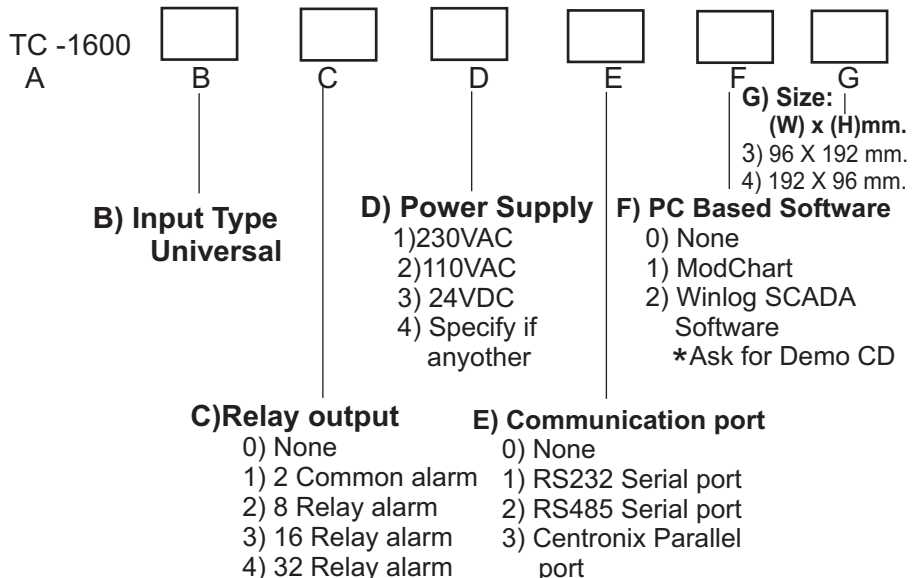 TC -1600
A B C D E F G
G) Size:
(W) x (H)mm.
3) 96 X 192 mm.
4) 192 X 96 mm.
B) Input Type
Universal
D) Power Supply
1)230VAC
2)110VAC
3) 24VDC
4) Specify if
anyother
F) PC Based Software
0) None
1) ModChart
2) Winlog SCADA
Software
*Ask for Demo CD
C)Relay output
0) None
1) 2 Common alarm
2) 8 Relay alarm
3) 16 Relay alarm
4) 32 Relay alarm
E) Communication port
0) None
1) RS232 Serial port
2) RS485 Serial port
3) Centronix Parallel
port